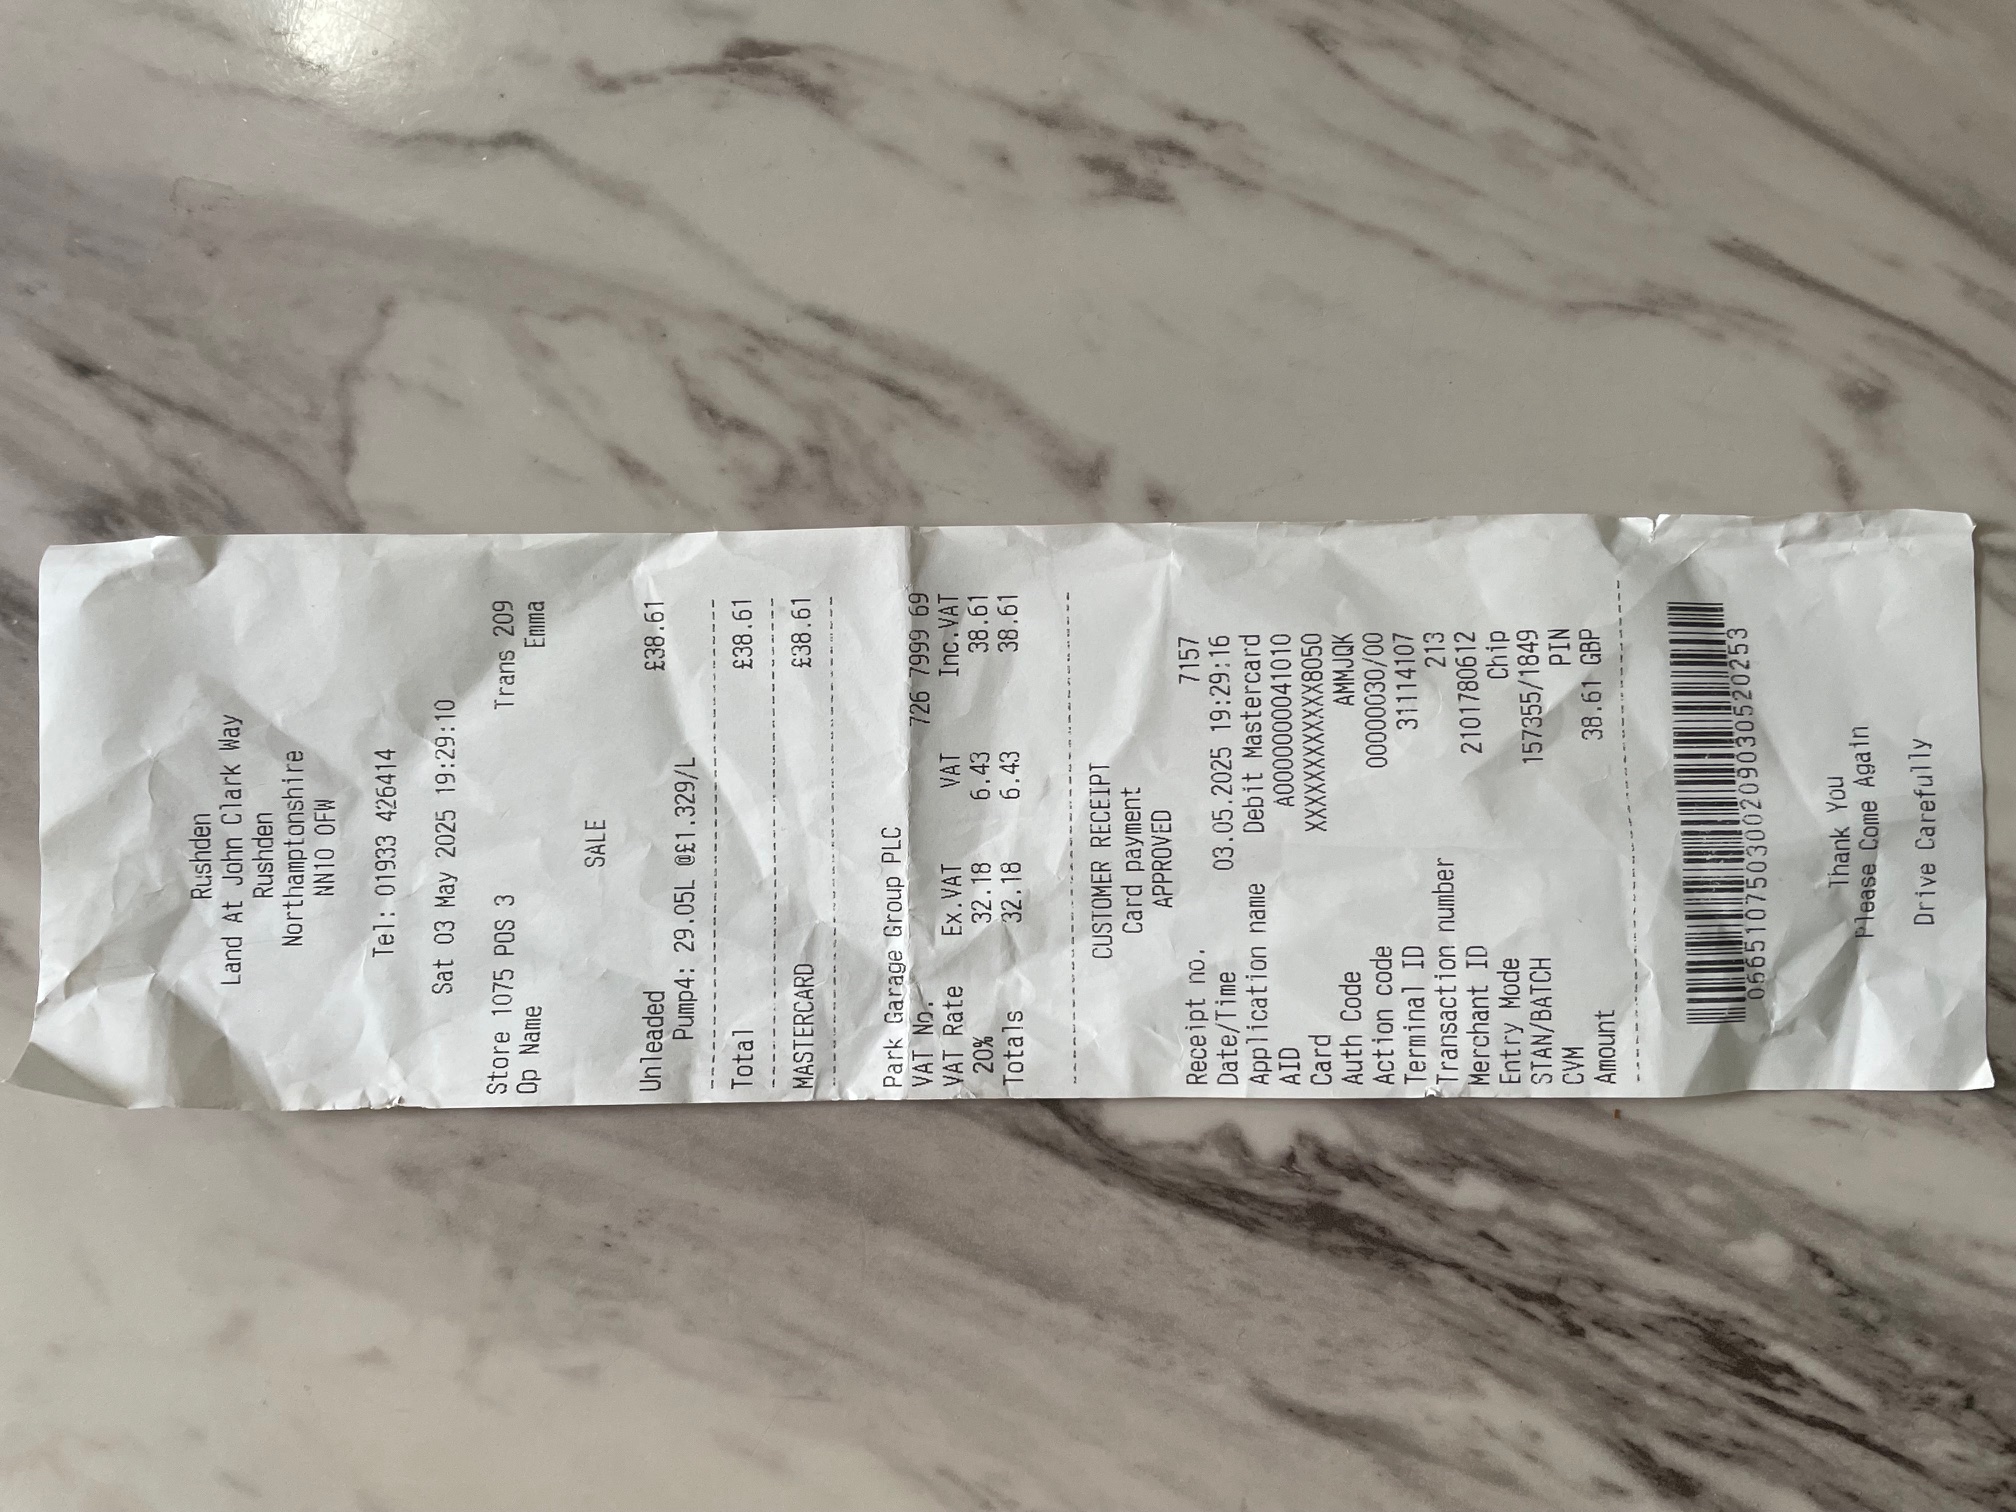 Rushden
Land At John Clark Way
Rushden
Northamptonshire
NN10 0FW
Tel: 01933 426414
Sat 03 May 2025 19:29:10
Store 1075 POS 3 Trans 209
Op Name Emma
SALE
Unleaded £38.61
Pump4: 29.05L @£1.329/L
Total £38.61
MASTERCARD £38.61
Park Garage Group PLC
VAT No. 726 7999 69
VAT Rate Ex.VAT VAT Inc.VAT
20% 32.18 6.43 38.61
Totals 32.18 6.43 38.61
CUSTOMER RECEIPT
Card payment
APPROVED
Receipt no. 7157
Date/Time 03.05.2025 19:29:16
Application name Debit Mastercard
AID A0000000041010
Card XXXXXXXXXXXX8050
Auth Code AMMJQK
Action code 00000030/00
Terminal ID 31114107
Transaction number 213
Merchant ID 2101780612
Entry Mode Chip
STAN/BATCH 157355/1849
CVM PIN
Amount 38.61 GBP
0665107503002090305 20253
Thank You
Please Come Again
Drive Carefully